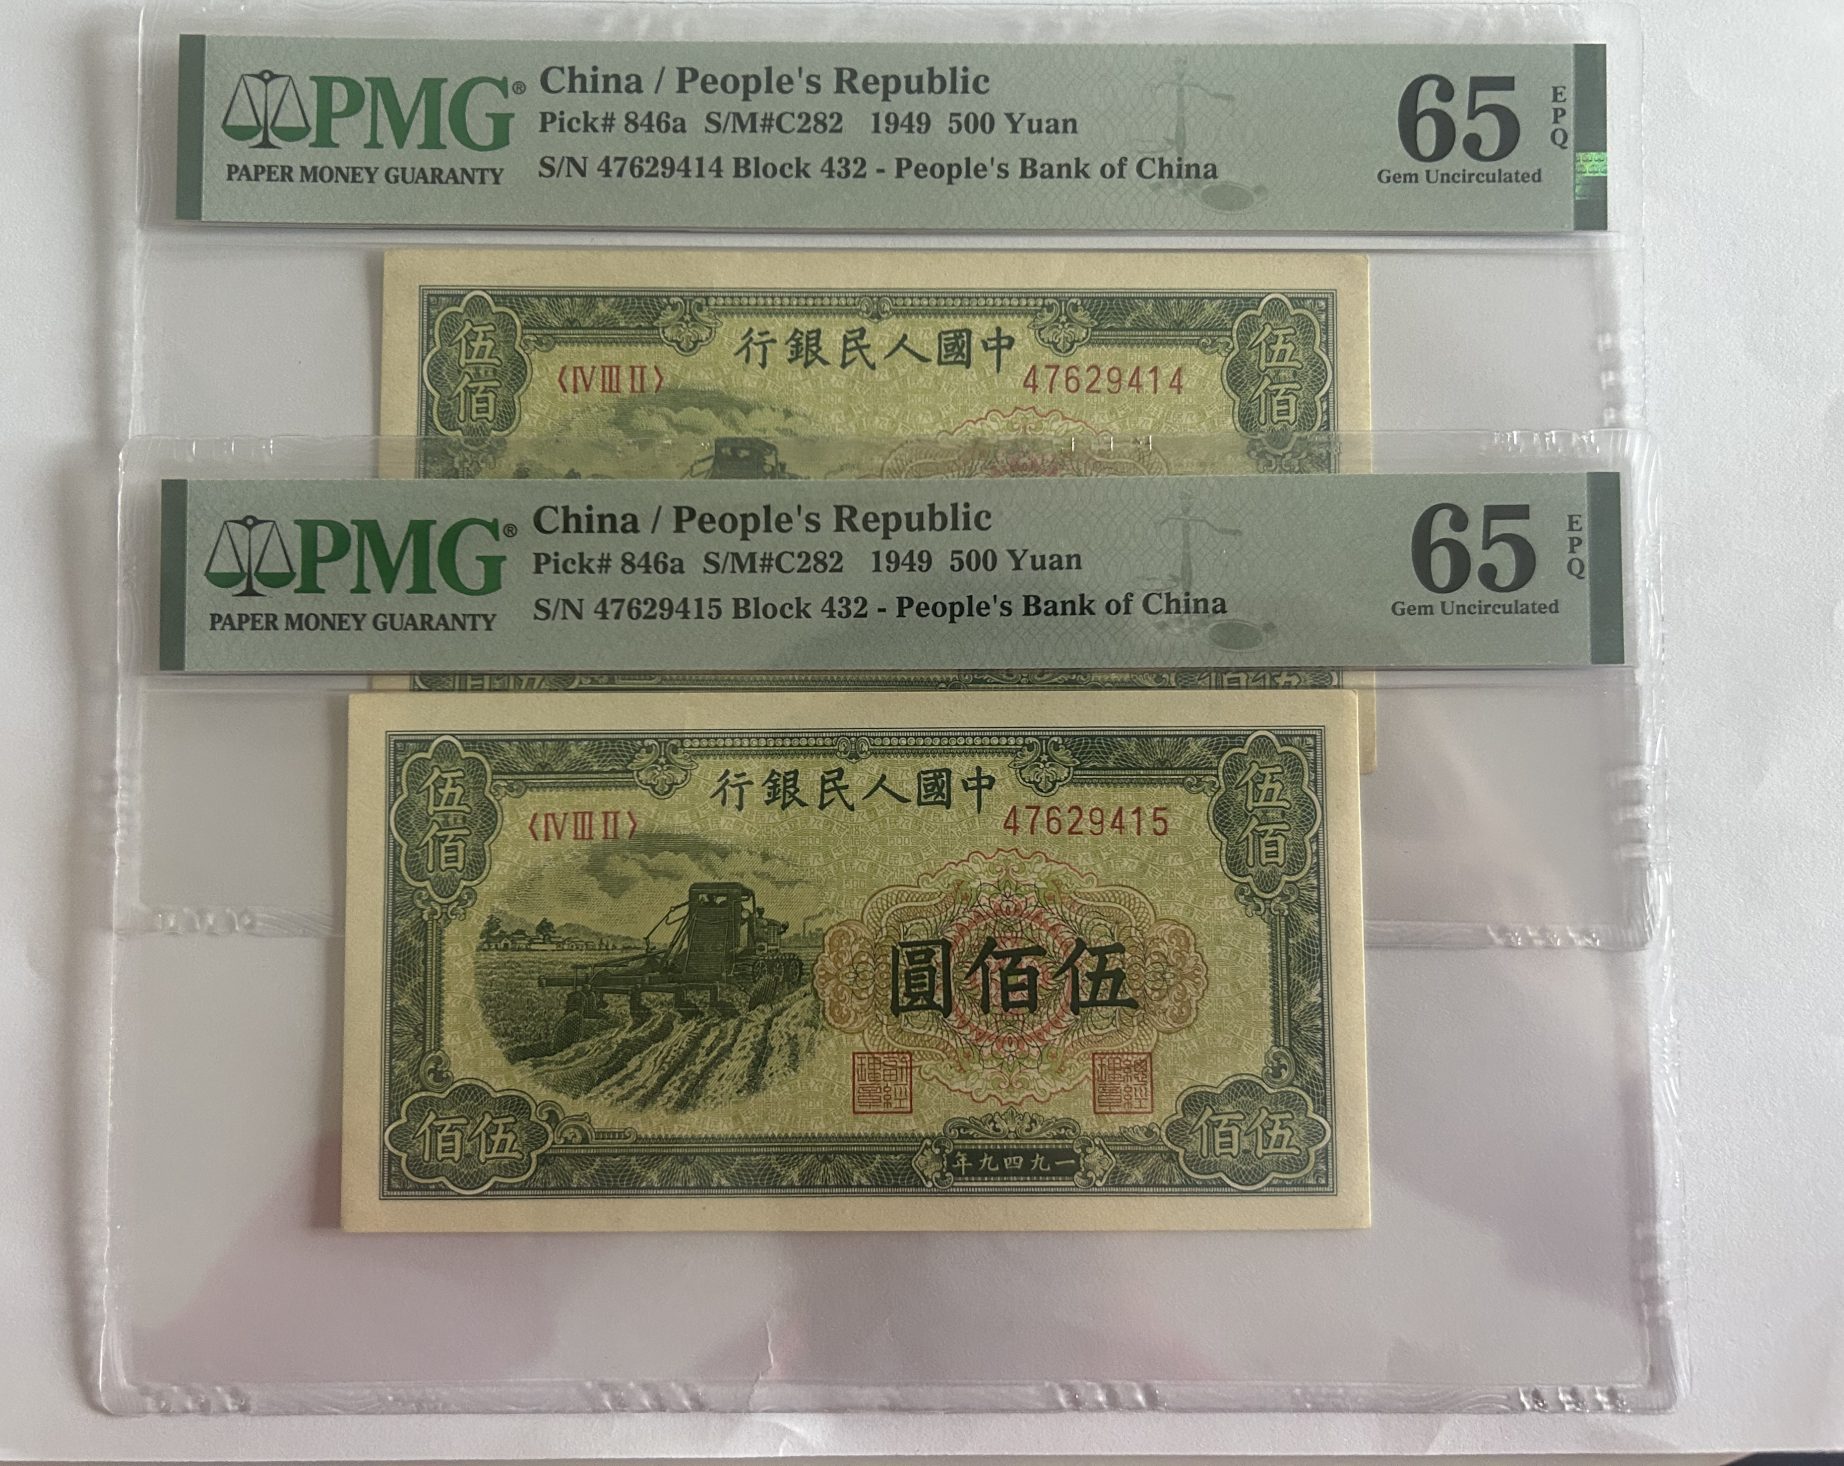 PMG® China / People's Republic 65 EPQ
Pick# 846a S/M#C282 1949 500 Yuan
PAPER MONEY GUARANTY S/N 47629414 Block 432 - People's Bank of China Gem Uncirculated
伍佰 行銀民人國中 伍佰
〈IV III II〉 47629414
PMG® China / People's Republic 65 EPQ
Pick# 846a S/M#C282 1949 500 Yuan
PAPER MONEY GUARANTY S/N 47629415 Block 432 - People's Bank of China Gem Uncirculated
伍佰 行銀民人國中 伍佰
〈IV III II〉 47629415
圓佰伍
佰伍 年九四九一 佰伍